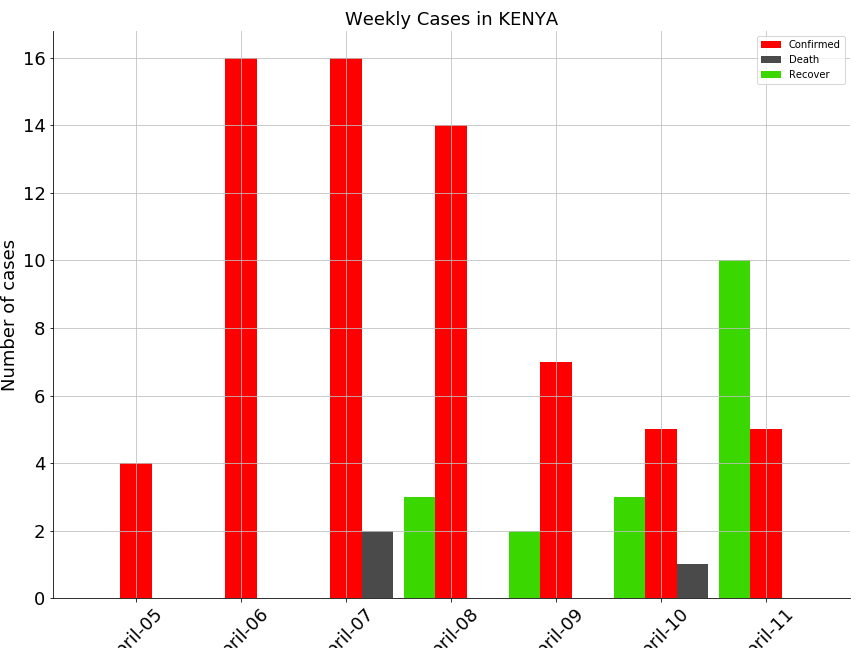 Weekly Cases in KENYA
Confirmed
Death
Recover
Number of cases
16
14
12
10
8
6
4
2
0
pril-05
pril-06
pril-07
pril-08
pril-09
pril-10
pril-11